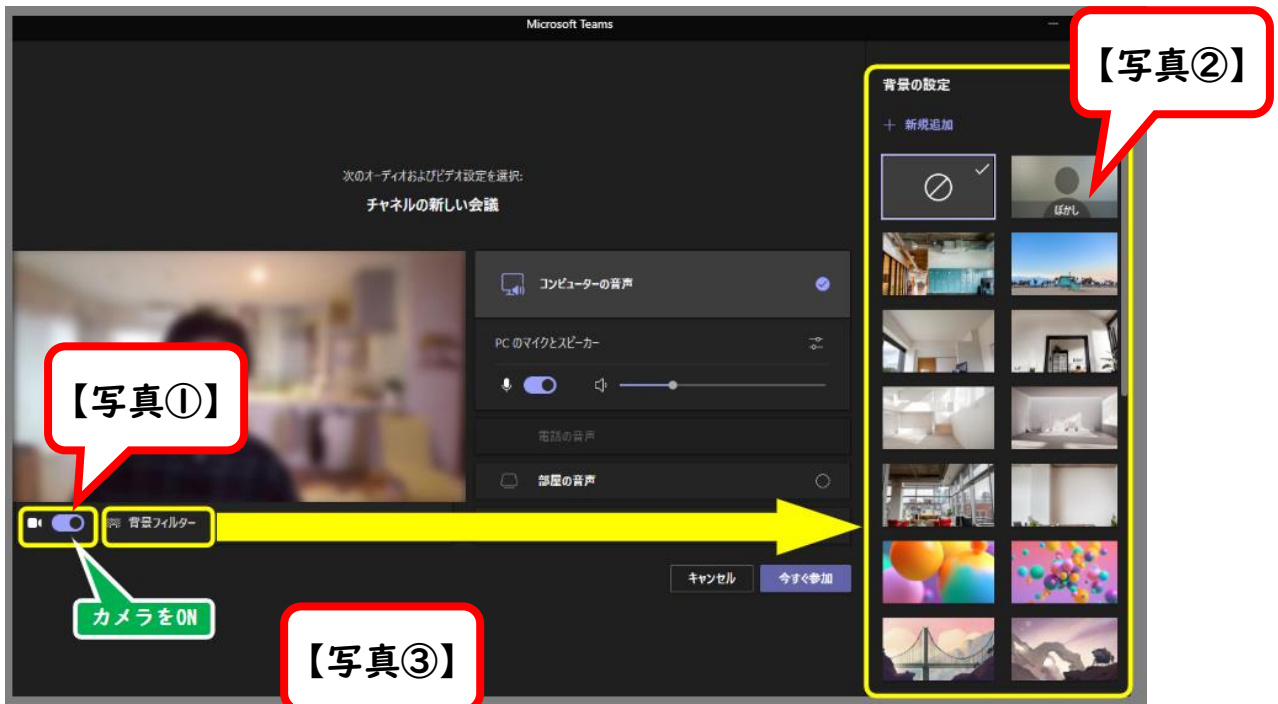 Microsoft Teams
【写真②】
背景の設定
+ 新規追加
次のオーディオおよびビデオ設定を選択:
チャネルの新しい会議
ぼかし
コンピューターの音声
PC のマイクとスピーカー
【写真①】
電話の音声
部屋の音声
背景フィルター
キャンセル
今すぐ参加
カメラをON
【写真③】